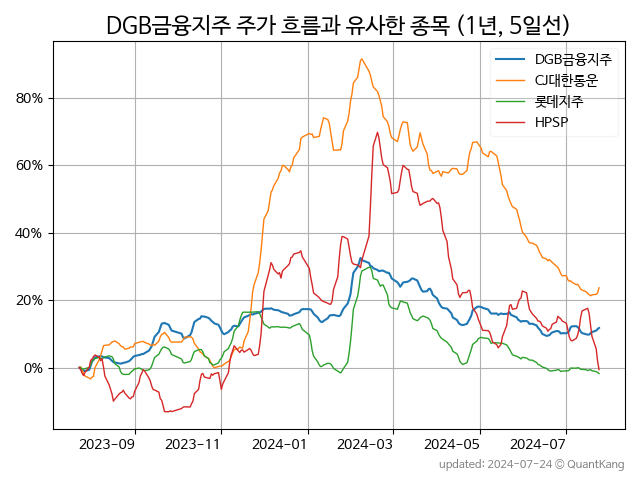 DGB금융지주 주가 흐름과 유사한 종목 (1년, 5일선)
DGB금융지주
CJ대한통운
롯데지주
HPSP
80%
60%
40%
20%
0%
2023-09 2023-11 2024-01 2024-03 2024-05 2024-07
updated: 2024-07-24 © QuantKang